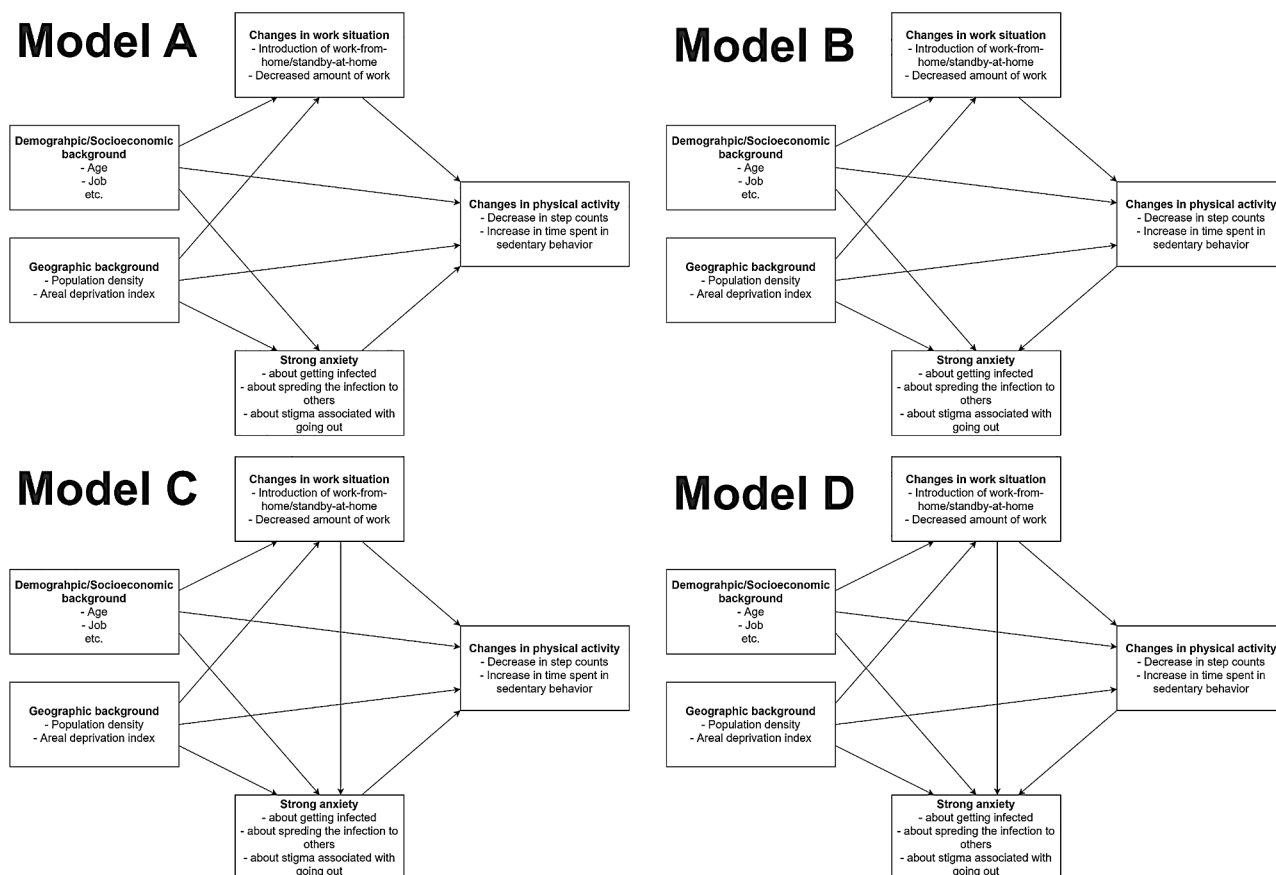 Model A
Changes in work situation
- Introduction of work-from-
home/standby-at-home
- Decreased amount of work
Demograhpic/Socioeconomic
background
- Age
- Job
etc.
Changes in physical activity
- Decrease in step counts
- Increase in time spent in
sedentary behavior
Geographic background
- Population density
- Areal deprivation index
Strong anxiety
- about getting infected
- about spreding the infection to
others
- about stigma associated with
going out
Model B
Changes in work situation
- Introduction of work-from-
home/standby-at-home
- Decreased amount of work
Demograhpic/Socioeconomic
background
- Age
- Job
etc.
Changes in physical activity
- Decrease in step counts
- Increase in time spent in
sedentary behavior
Geographic background
- Population density
- Areal deprivation index
Strong anxiety
- about getting infected
- about spreding the infection to
others
- about stigma associated with
going out
Model C
Changes in work situation
- Introduction of work-from-
home/standby-at-home
- Decreased amount of work
Demograhpic/Socioeconomic
background
- Age
- Job
etc.
Changes in physical activity
- Decrease in step counts
- Increase in time spent in
sedentary behavior
Geographic background
- Population density
- Areal deprivation index
Strong anxiety
- about getting infected
- about spreding the infection to
others
- about stigma associated with
going out
Model D
Changes in work situation
- Introduction of work-from-
home/standby-at-home
- Decreased amount of work
Demograhpic/Socioeconomic
background
- Age
- Job
etc.
Changes in physical activity
- Decrease in step counts
- Increase in time spent in
sedentary behavior
Geographic background
- Population density
- Areal deprivation index
Strong anxiety
- about getting infected
- about spreding the infection to
others
- about stigma associated with
going out